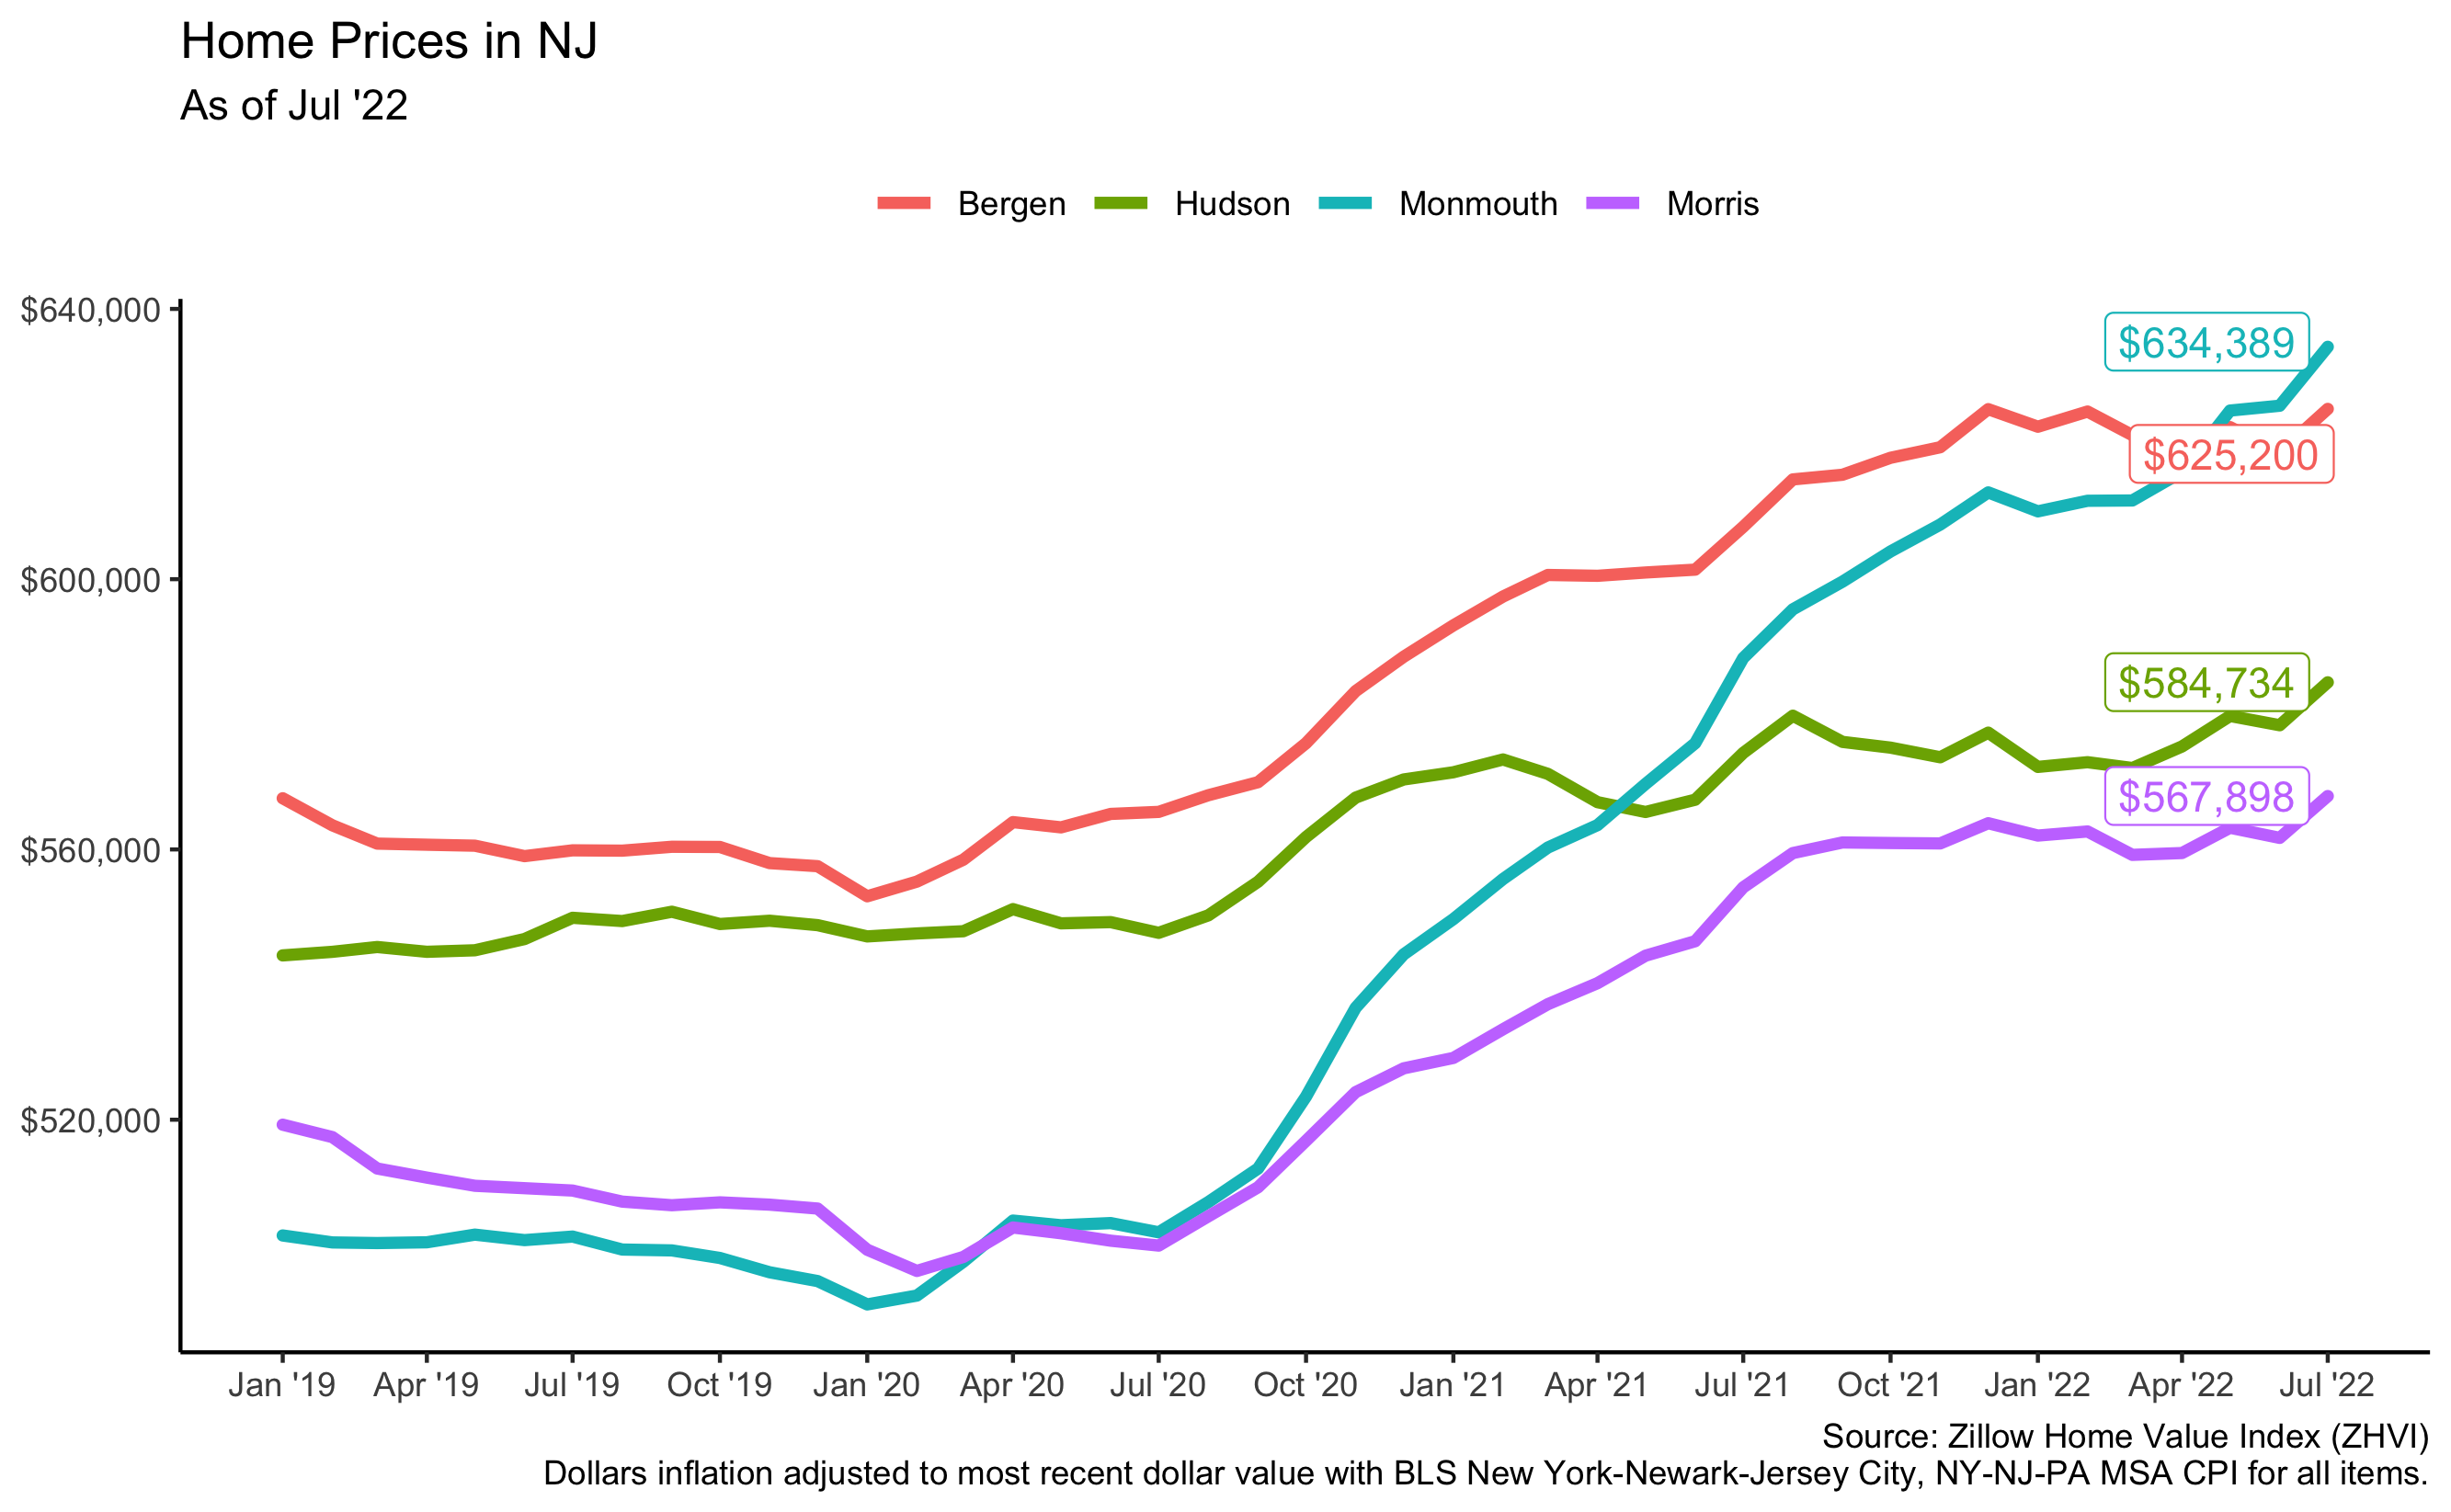 Home Prices in NJ
As of Jul '22
Bergen Hudson Monmouth Morris
$640,000
$634,389
$625,200
$600,000
$584,734
$567,898
$560,000
$520,000
Jan '19 Apr '19 Jul '19 Oct '19 Jan '20 Apr '20 Jul '20 Oct '20 Jan '21 Apr '21 Jul '21 Oct '21 Jan '22 Apr '22 Jul '22
Source: Zillow Home Value Index (ZHVI)
Dollars inflation adjusted to most recent dollar value with BLS New York-Newark-Jersey City, NY-NJ-PA MSA CPI for all items.